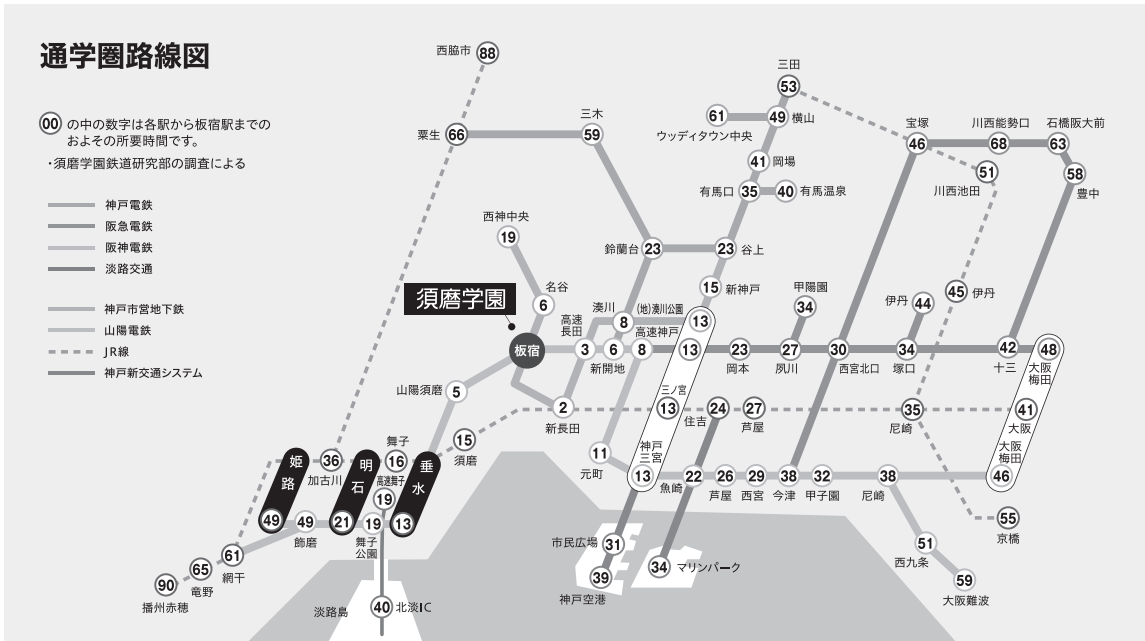 通学圏路線図
00 の中の数字は各駅から板宿駅までの
おおよその所要時間です。
・須磨学園鉄道研究部の調査による
神戸電鉄
阪急電鉄
阪神電鉄
淡路交通
神戸市営地下鉄
山陽電鉄
JR線
神戸新交通システム
西脇市 88
三田
53
61
ウッディタウン中央
49 横山
粟生 66
三木
59
宝塚
46
川西能勢口
68
石橋阪大前
63
41 岡場
51
川西池田
58
豊中
有馬口 35
40 有馬温泉
西神中央
19
鈴蘭台 23
23 谷上
名谷
6
15 新神戸
甲陽園
34
伊丹 44
45 伊丹
須磨学園
湊川
8
(地)湊川公園
13
高速
長田
3
高速神戸
8
板宿
6
新開地
13
23
岡本
27
夙川
30
西宮北口
34
塚口
42
十三
48
大阪
梅田
山陽須磨 5
2
新長田
三ノ宮
13
24
住吉
27
芦屋
35
尼崎
41
大阪
15
須磨
舞子
16
36
加古川
姫路
49
明石
21
垂水
13
高速舞子
19
49
飾磨
19
舞子
公園
11
元町
神戸
三宮
13
22
魚崎
26
芦屋
29
西宮
38
今津
32
甲子園
38
尼崎
大阪
梅田
46
55
京橋
61
網干
65
竜野
90
播州赤穂
市民広場 31
34 マリンパーク
39
神戸空港
51
西九条
59
大阪難波
淡路島
40 北淡IC